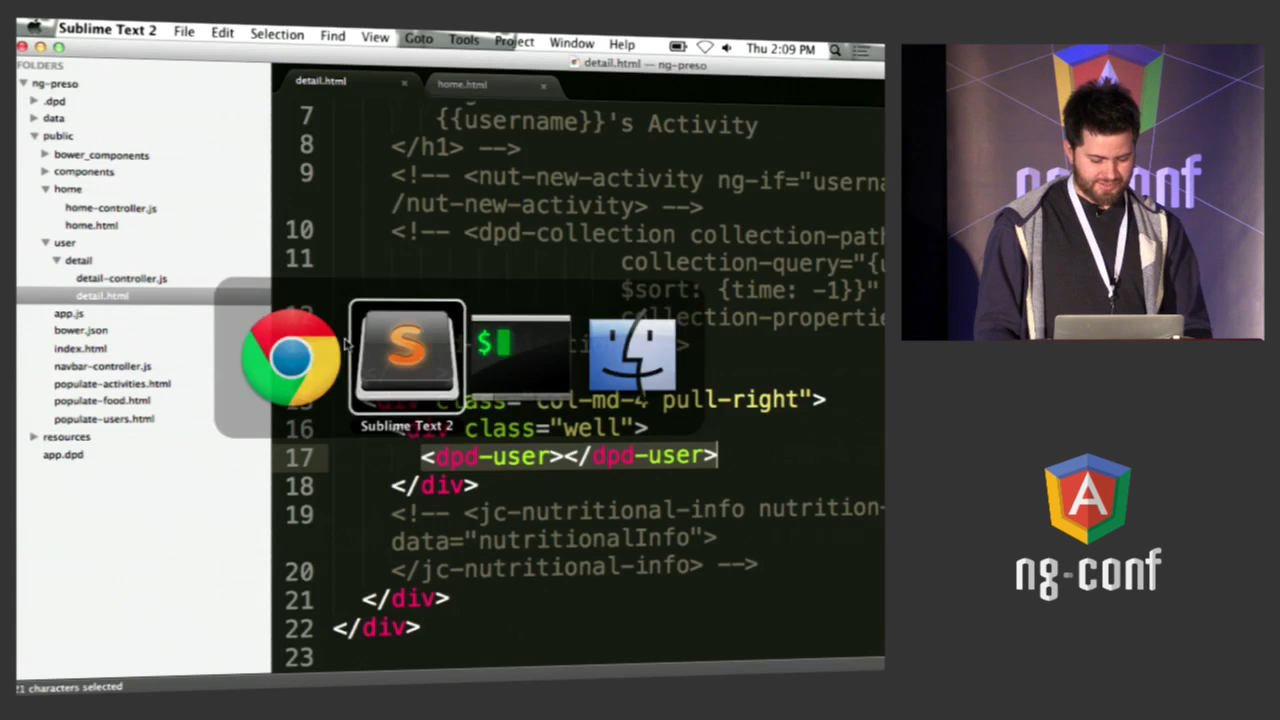 Sublime Text 2 File Edit Selection Find View Goto Tools Project Window Help Thu 2:09 PM
detail.html — ng-preso
FOLDERS
ng-preso
.dpd
data
public
bower_components
components
home
home-controller.js
home.html
user
detail
detail-controller.js
detail.html
app.js
bower.json
index.html
navbar-controller.js
populate-activities.html
populate-food.html
populate-users.html
resources
app.dpd
detail.html × home.html ×
7 {{username}}'s Activity
8 </h1> -->
9 <!-- <nut-new-activity ng-if="userna
/nut-new-activity> -->
10 <!-- <dpd-collection collection-pat
11 collection-query="{u
$sort: {time: -1}}"
collection-propertie
class="col-md-4 pull-right">
16 <div class="well">
17 <dpd-user></dpd-user>
18 </div>
19 <!-- <jc-nutritional-info nutrition-
data="nutritionalInfo">
20 </jc-nutritional-info> -->
21 </div>
22 </div>
23
S
$
Sublime Text 2
21 characters selected
ng-conf
A
ng-conf